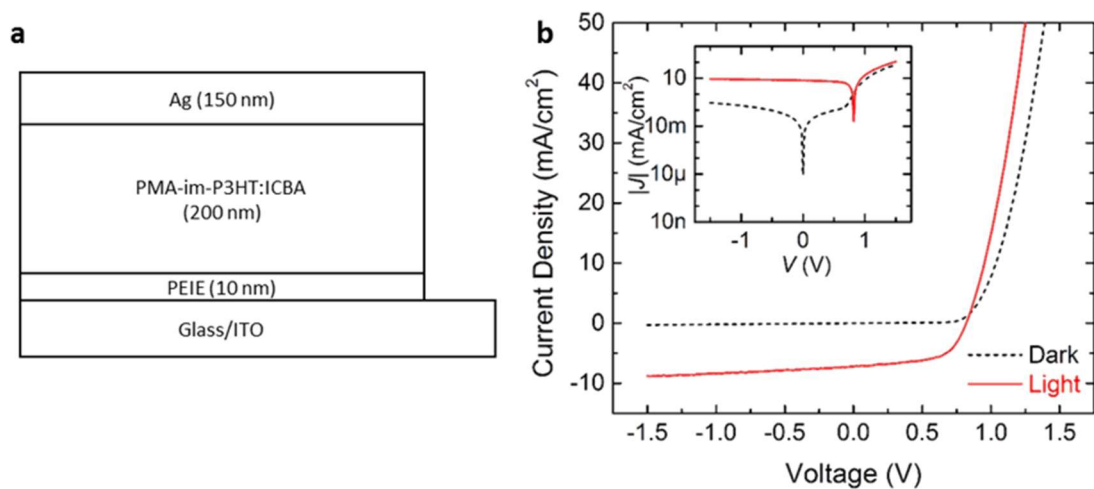 a
Ag (150 nm)
PMA-im-P3HT:ICBA
(200 nm)
PEIE (10 nm)
Glass/ITO
b
Current Density (mA/cm²)
50
40
30
20
10
0
-10
-1.5 -1.0 -0.5 0.0 0.5 1.0 1.5
Voltage (V)
|J| (mA/cm²)
10
10m
10µ
10n
-1 0 1
V (V)
Dark
Light